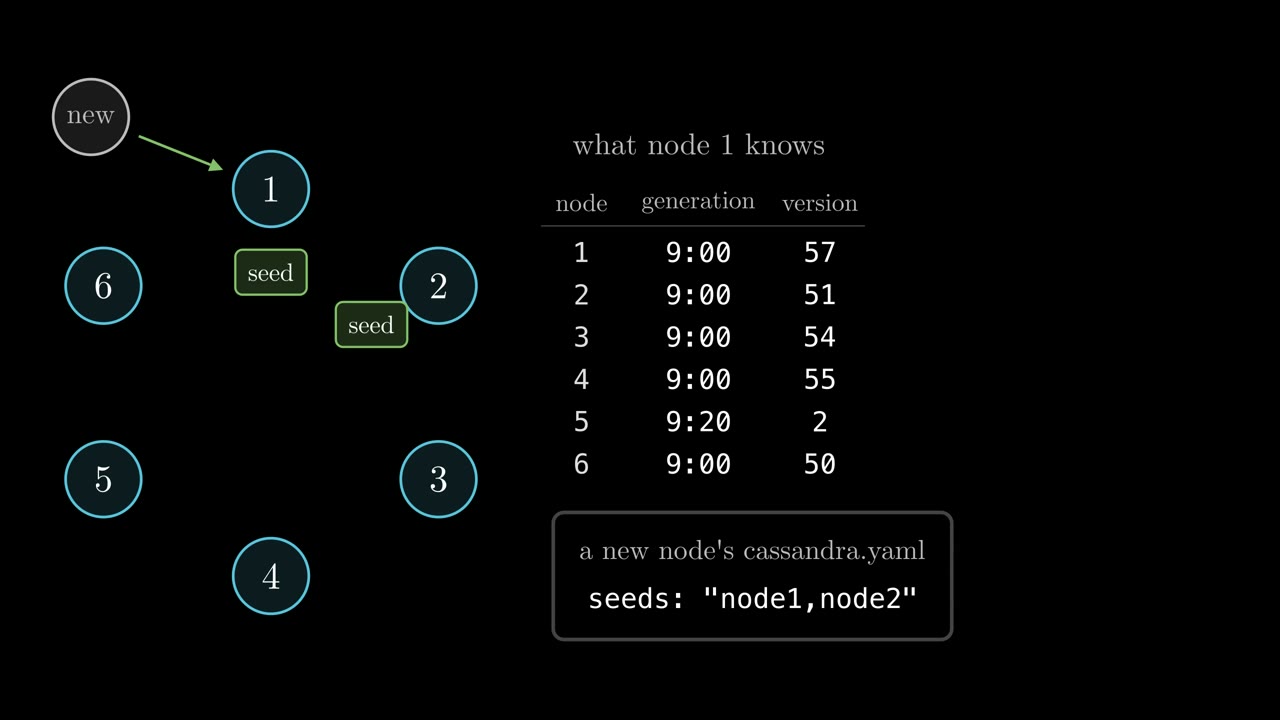 new
1
seed
6
2
seed
5
3
4
what node 1 knows
node generation version
1 9:00 57
2 9:00 51
3 9:00 54
4 9:00 55
5 9:20 2
6 9:00 50
a new node's cassandra.yaml
seeds: "node1,node2"